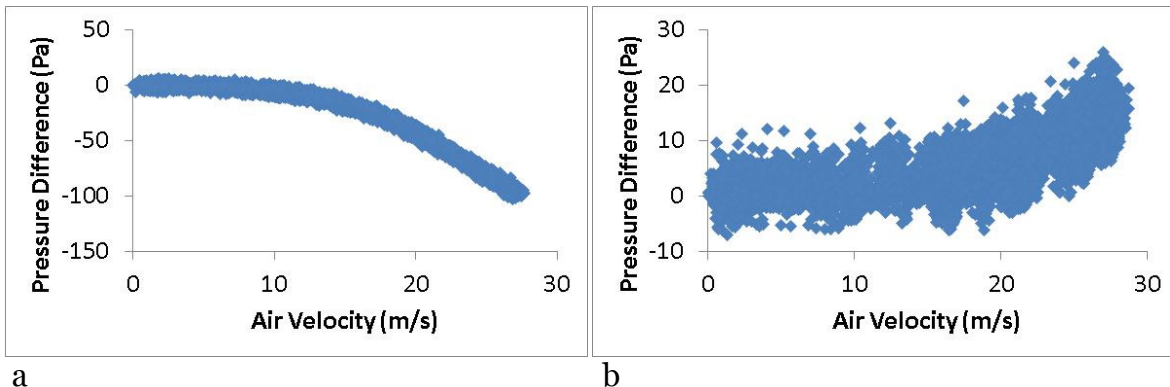 50
0
-50
-100
-150
Pressure Difference (Pa)
0 10 20 30
Air Velocity (m/s)
a
30
20
10
0
-10
Pressure Difference (Pa)
0 10 20 30
Air Velocity (m/s)
b